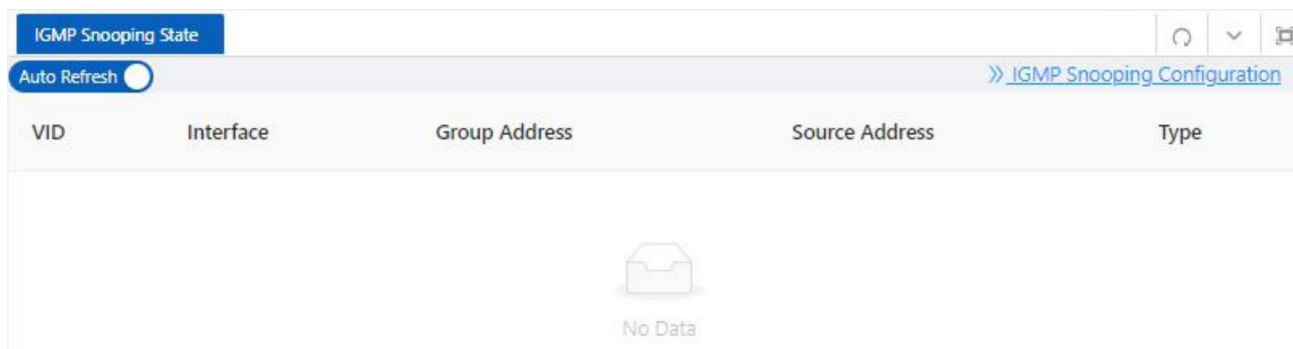 IGMP Snooping State
Auto Refresh
>> IGMP Snooping Configuration
VID Interface Group Address Source Address Type
No Data